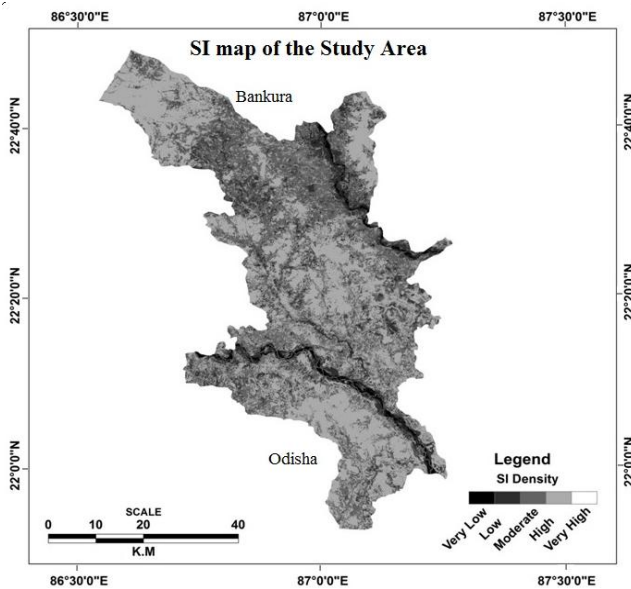 86°30'0"E 87°0'0"E 87°30'0"E
SI map of the Study Area
Bankura
22°40'0"N 22°40'0"N
22°20'0"N 22°20'0"N
22°0'0"N 22°0'0"N
Odisha
Legend
SI Density
Very Low Low Moderate High Very High
SCALE
0 10 20 40
K.M
86°30'0"E 87°0'0"E 87°30'0"E